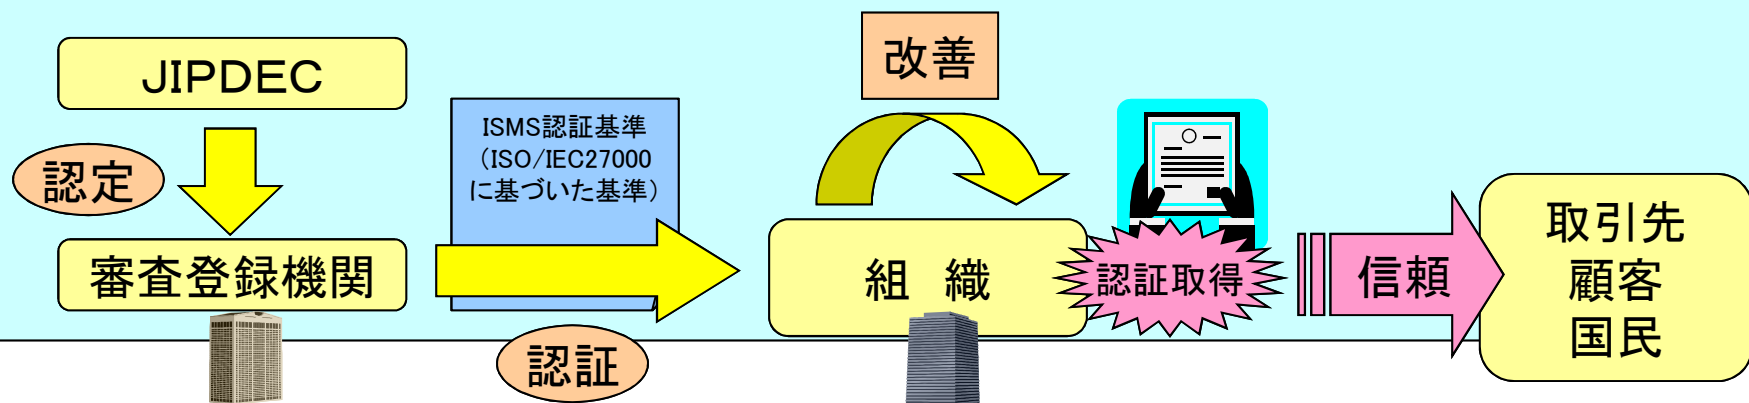 JIPDEC
認定
審査登録機関
ISMS認証基準
（ISO/IEC27000
に基づいた基準）
認証
改善
組 織
認証取得
信頼
取引先
顧客
国民